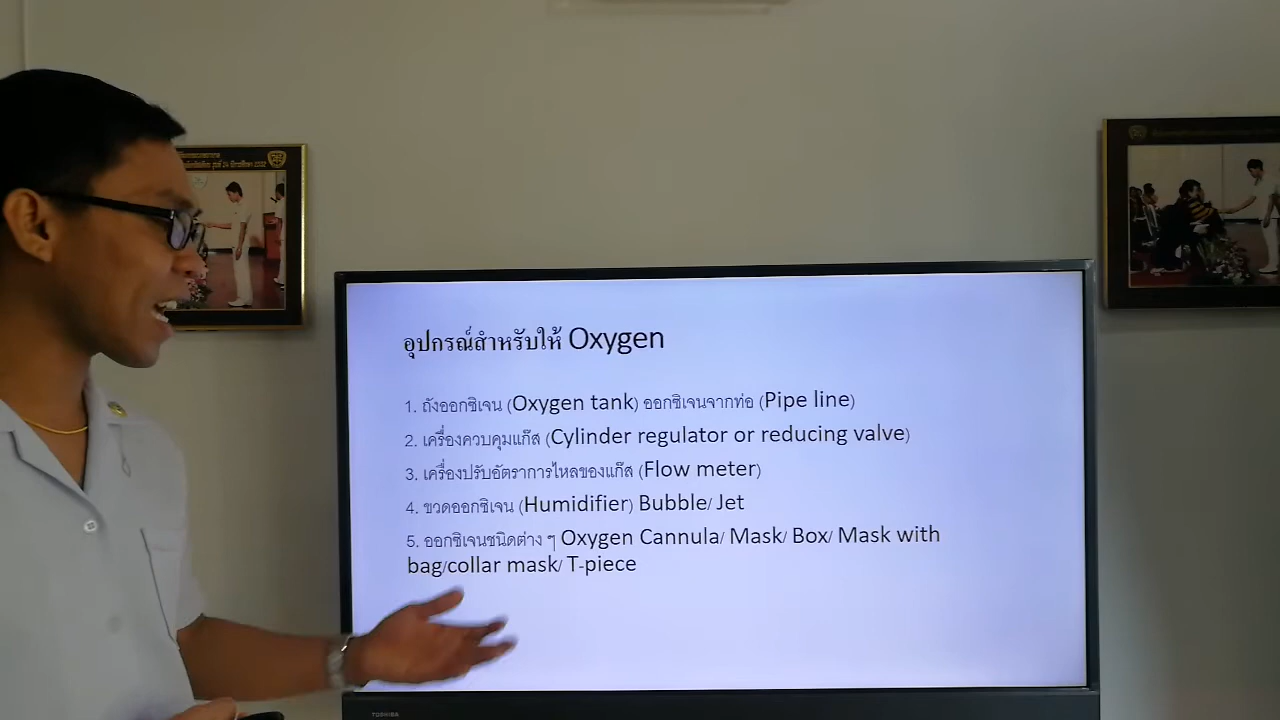 อุปกรณ์สำหรับให้ Oxygen
1. ถังออกซิเจน (Oxygen tank) ออกซิเจนจากท่อ (Pipe line)
2. เครื่องควบคุมแก๊ส (Cylinder regulator or reducing valve)
3. เครื่องปรับอัตราการไหลของแก๊ส (Flow meter)
4. ขวดออกซิเจน (Humidifier) Bubble/ Jet
5. ออกซิเจนชนิดต่าง ๆ Oxygen Cannula/ Mask/ Box/ Mask with
bag/collar mask/ T-piece
TOSHIBA